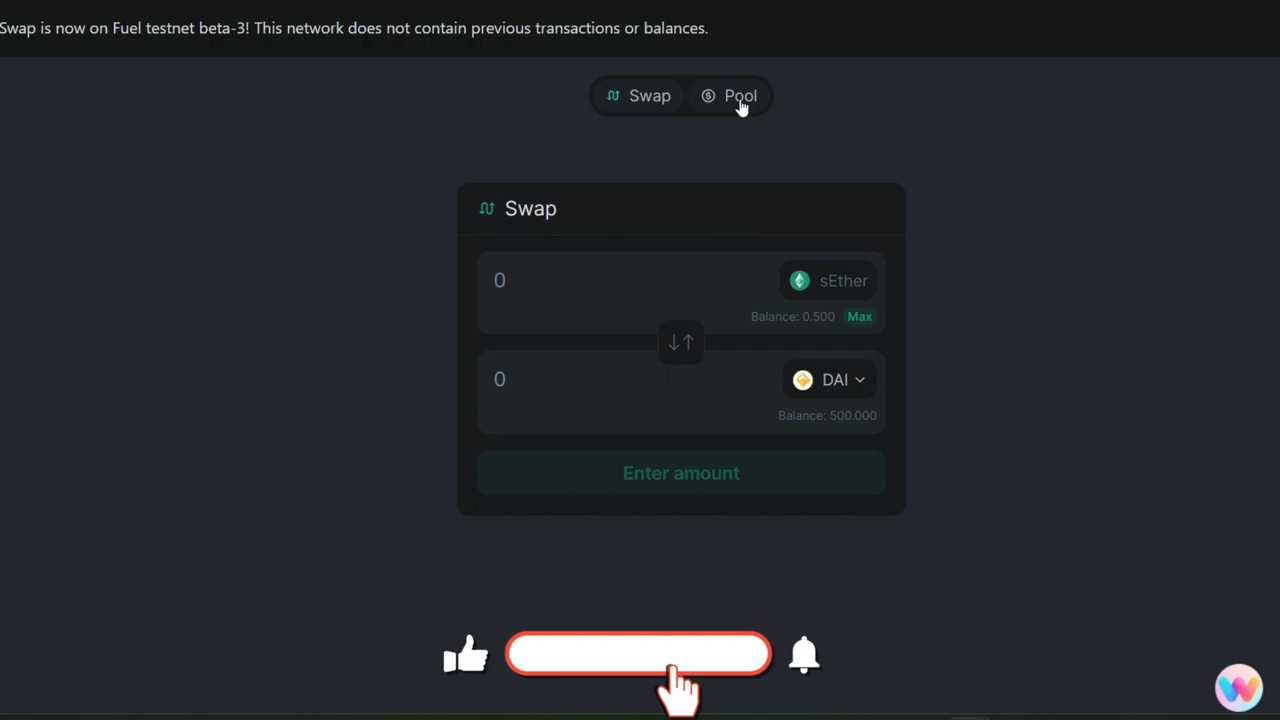 Swap is now on Fuel testnet beta-3! This network does not contain previous transactions or balances.
Swap Pool
Swap
0 sEther
Balance: 0.500 Max
0 DAI
Balance: 500.000
Enter amount